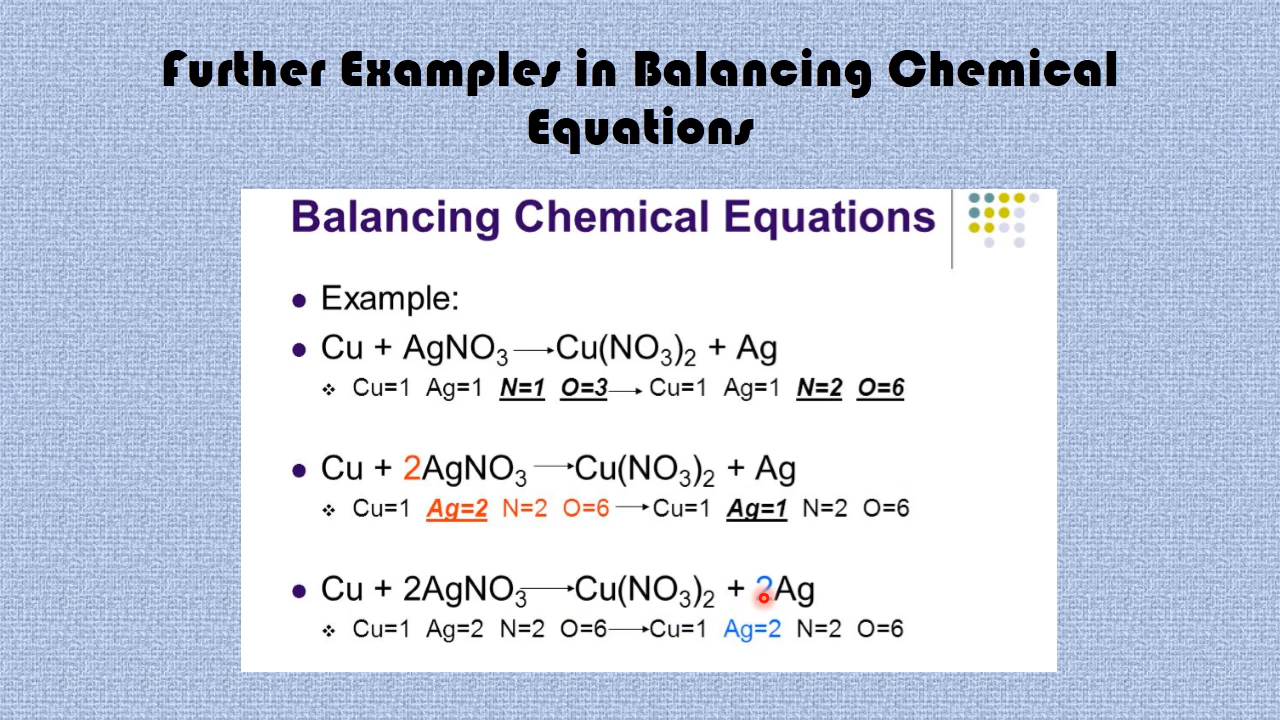 Further Examples in Balancing Chemical
Equations
Balancing Chemical Equations
Example:
Cu + AgNO₃ → Cu(NO₃)₂ + Ag
Cu=1 Ag=1 N=1 O=3 → Cu=1 Ag=1 N=2 O=6
Cu + 2AgNO₃ → Cu(NO₃)₂ + Ag
Cu=1 Ag=2 N=2 O=6 → Cu=1 Ag=1 N=2 O=6
Cu + 2AgNO₃ → Cu(NO₃)₂ + 2Ag
Cu=1 Ag=2 N=2 O=6 → Cu=1 Ag=2 N=2 O=6